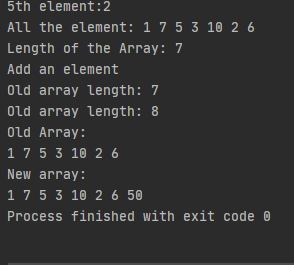 5th element:2
All the element: 1 7 5 3 10 2 6
Length of the Array: 7
Add an element
Old array length: 7
Old array length: 8
Old Array:
1 7 5 3 10 2 6
New array:
1 7 5 3 10 2 6 50
Process finished with exit code 0